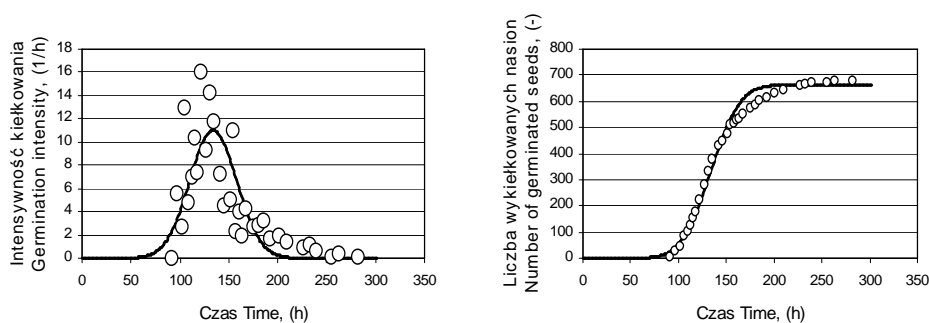 Intensywność kiełkowania
Germination intensity, (1/h)
18
16
14
12
10
8
6
4
2
0
0 50 100 150 200 250 300 350
Czas Time, (h)
Liczba wykiełkowanych nasion
Number of germinated seeds, (-)
800
700
600
500
400
300
200
100
0
0 50 100 150 200 250 300 350
Czas Time, (h)